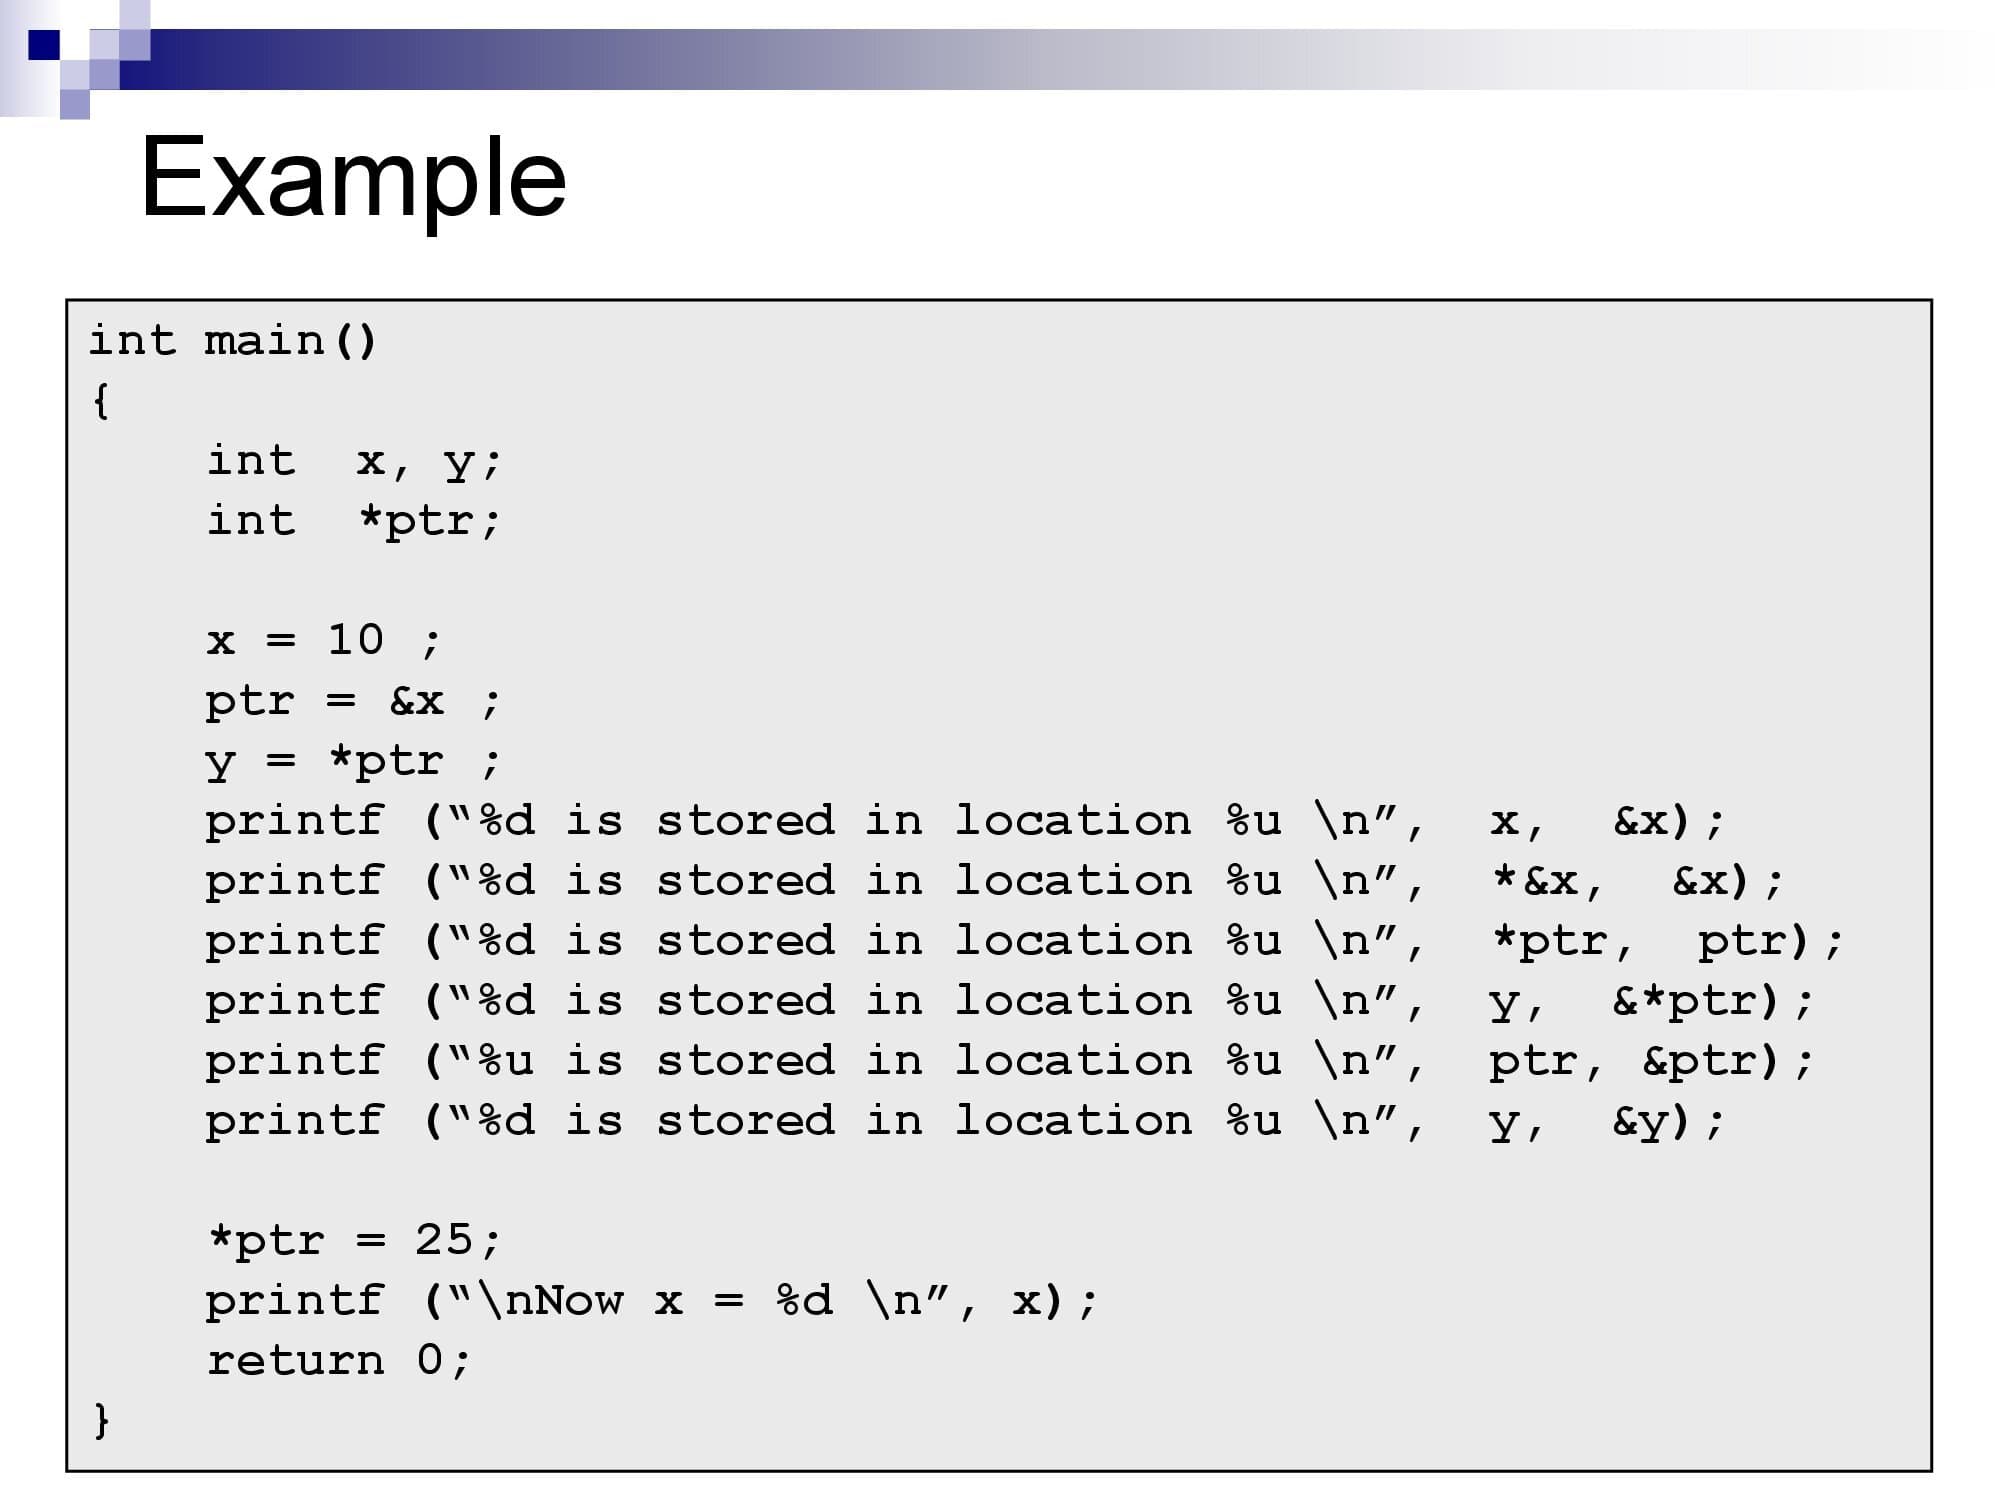 Example
int main()
{
int  x, y;
int  *ptr;
x = 10 ;
ptr = &x ;
y = *ptr ;
printf (“%d is stored in location %u \n”,  x,  &x);
printf (“%d is stored in location %u \n”,  *&x,  &x);
printf (“%d is stored in location %u \n”,  *ptr,  ptr);
printf (“%d is stored in location %u \n”,  y,  &*ptr);
printf (“%u is stored in location %u \n”,  ptr, &ptr);
printf (“%d is stored in location %u \n”,  y,  &y);
*ptr = 25;
printf (“\nNow x = %d \n”, x);
return 0;
}